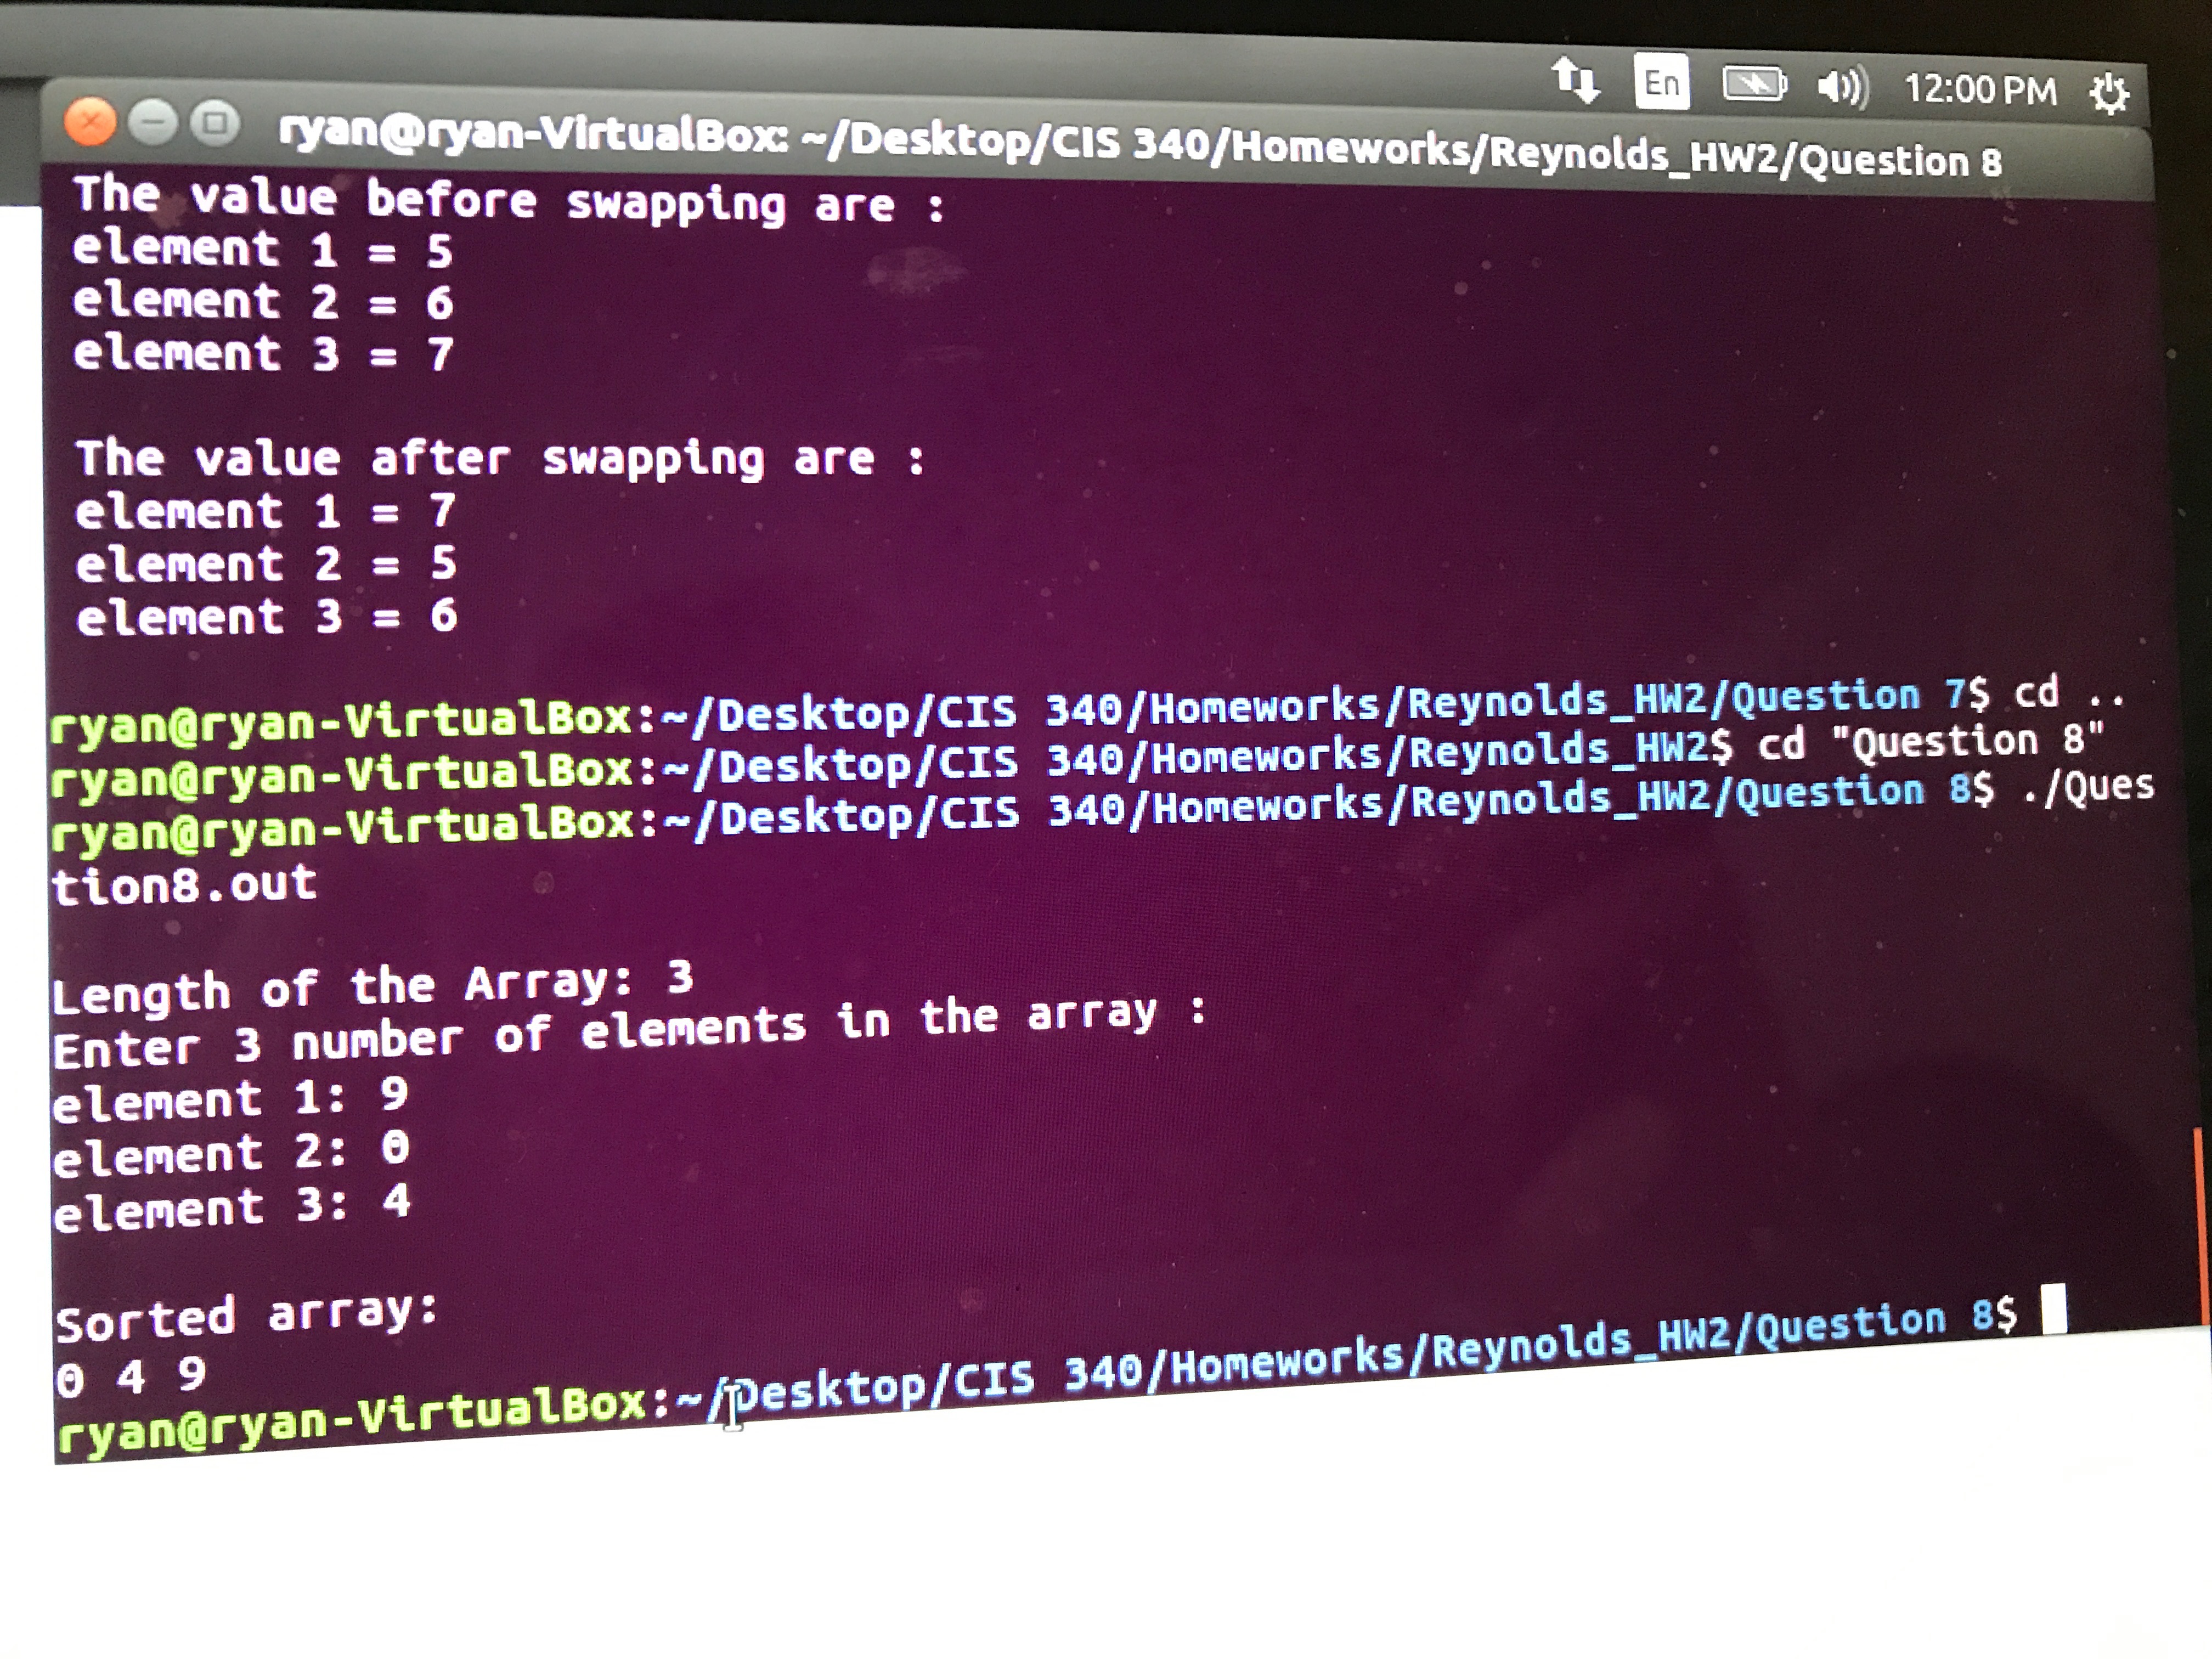 En 12:00 PM
ryan@ryan-VirtualBox: ~/Desktop/CIS 340/Homeworks/Reynolds_HW2/Question 8
The value before swapping are :
element 1 = 5
element 2 = 6
element 3 = 7
The value after swapping are :
element 1 = 7
element 2 = 5
element 3 = 6
ryan@ryan-VirtualBox:~/Desktop/CIS 340/Homeworks/Reynolds_HW2/Question 7$ cd ..
ryan@ryan-VirtualBox:~/Desktop/CIS 340/Homeworks/Reynolds_HW2$ cd "Question 8"
ryan@ryan-VirtualBox:~/Desktop/CIS 340/Homeworks/Reynolds_HW2/Question 8$ ./Ques
tion8.out
Length of the Array: 3
Enter 3 number of elements in the array :
element 1: 9
element 2: 0
element 3: 4
Sorted array:
0 4 9
ryan@ryan-VirtualBox:~/Desktop/CIS 340/Homeworks/Reynolds_HW2/Question 8$